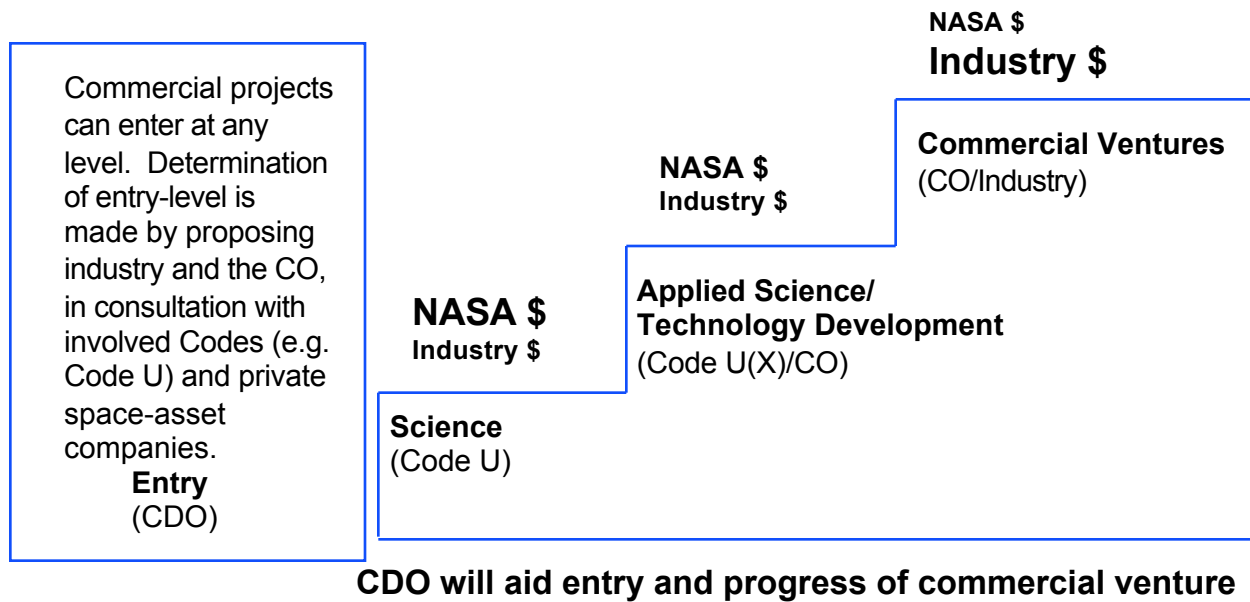 Commercial projects
can enter at any
level.  Determination
of entry-level is
made by proposing
industry and the CO,
in consultation with
involved Codes (e.g.
Code U) and private
space-asset
companies.
Entry
(CDO)
NASA $
Industry $
Science
(Code U)
NASA $
Industry $
Applied Science/
Technology Development
(Code U(X)/CO)
NASA $
Industry $
Commercial Ventures
(CO/Industry)
CDO will aid entry and progress of commercial venture